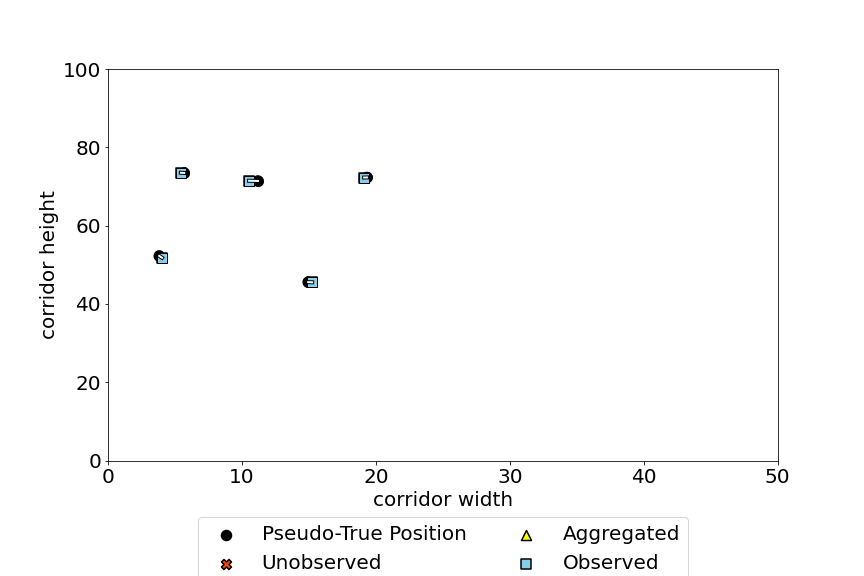 100
80
60
40
20
0
0 10 20 30 40 50
corridor height
corridor width
Pseudo-True Position Aggregated
Unobserved Observed